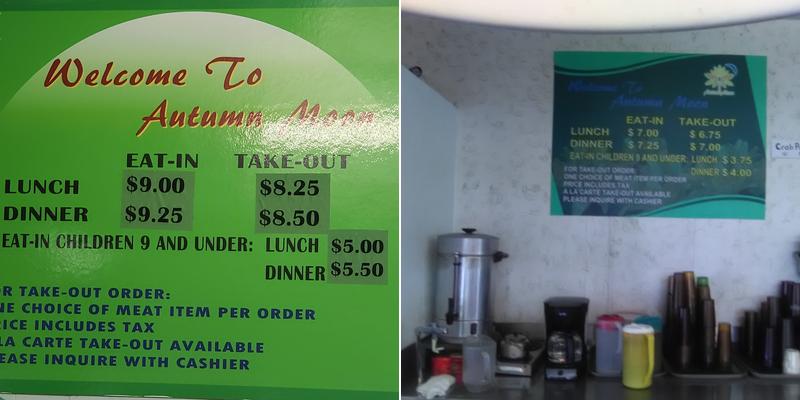 Welcome To
Autumn Moon
EAT-IN TAKE-OUT
LUNCH $9.00 $8.25
DINNER $9.25 $8.50
EAT-IN CHILDREN 9 AND UNDER: LUNCH $5.00
DINNER $5.50
R TAKE-OUT ORDER:
NE CHOICE OF MEAT ITEM PER ORDER
RICE INCLUDES TAX
LA CARTE TAKE-OUT AVAILABLE
EASE INQUIRE WITH CASHIER
Welcome To
Autumn Moon
EAT-IN TAKE-OUT
LUNCH $ 7.00 $ 6.75
DINNER $ 7.25 $ 7.00
EAT-IN CHILDREN 9 AND UNDER: LUNCH $ 3.75
DINNER $ 4.00
FOR TAKE-OUT ORDER:
ONE CHOICE OF MEAT ITEM PER ORDER
PRICE INCLUDES TAX
A LA CARTE TAKE-OUT AVAILABLE
PLEASE INQUIRE WITH CASHIER
Crab